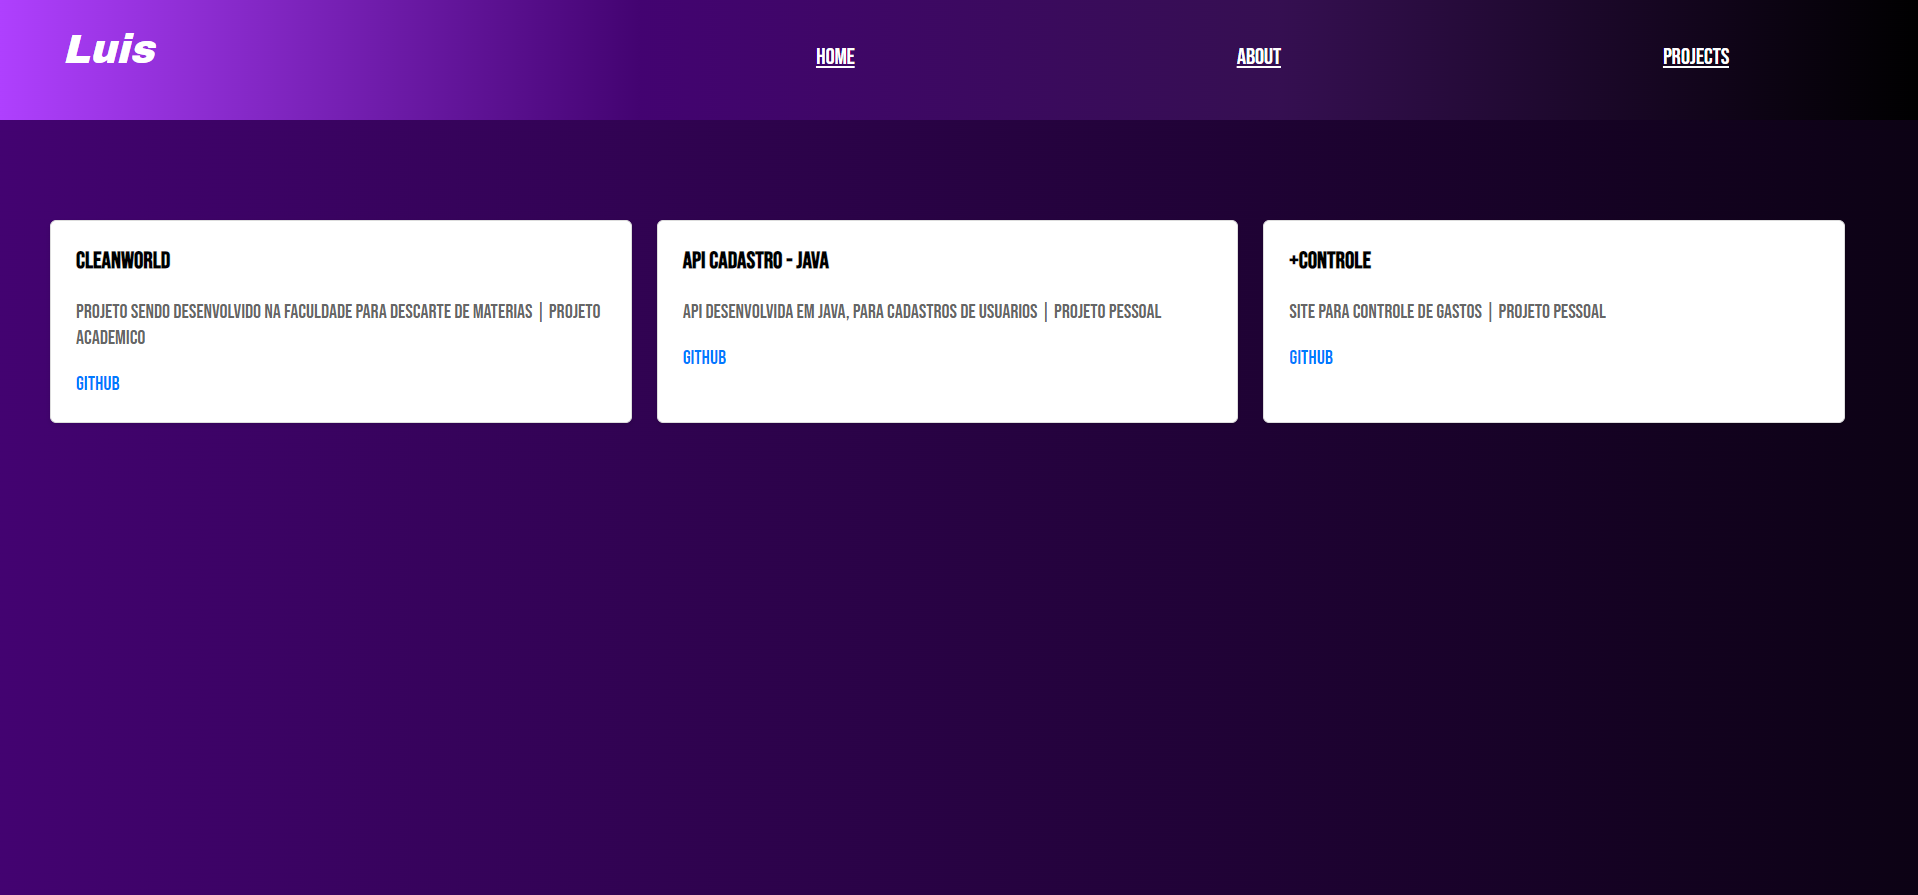 Luis
HOME
ABOUT
PROJECTS
CLEANWORLD
PROJETO SENDO DESENVOLVIDO NA FACULDADE PARA DESCARTE DE MATERIAS | PROJETO
ACADEMICO
GITHUB
API CADASTRO - JAVA
API DESENVOLVIDA EM JAVA, PARA CADASTROS DE USUARIOS | PROJETO PESSOAL
GITHUB
+CONTROLE
SITE PARA CONTROLE DE GASTOS | PROJETO PESSOAL
GITHUB